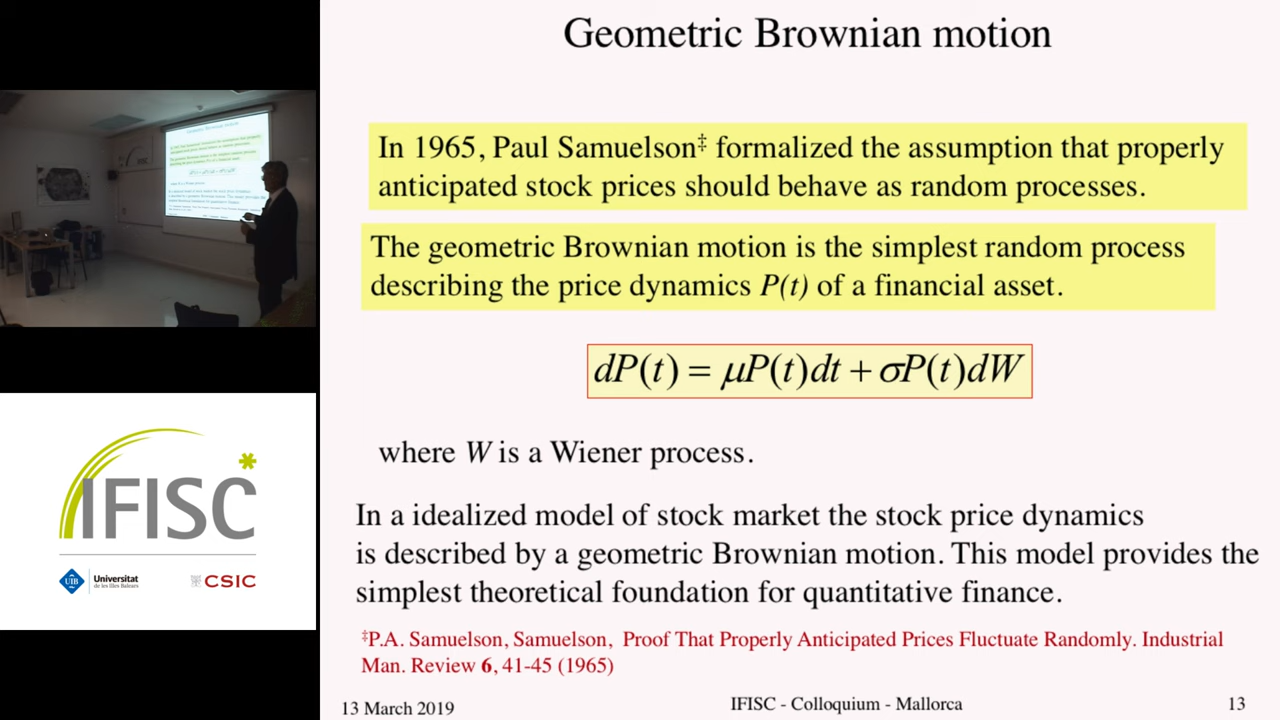 Geometric Brownian motion
In 1965, Paul Samuelson‡ formalized the assumption that properly
anticipated stock prices should behave as random processes.
The geometric Brownian motion is the simplest random process
describing the price dynamics P(t) of a financial asset.
dP(t) = μP(t)dt + σP(t)dW
where W is a Wiener process.
In a idealized model of stock market the stock price dynamics
is described by a geometric Brownian motion. This model provides the
simplest theoretical foundation for quantitative finance.
‡P.A. Samuelson, Samuelson, Proof That Properly Anticipated Prices Fluctuate Randomly. Industrial
Man. Review 6, 41-45 (1965)
13 March 2019
IFISC - Colloquium - Mallorca
13
IFISC
UIB
Universitat
de les Illes Balears
CSIC